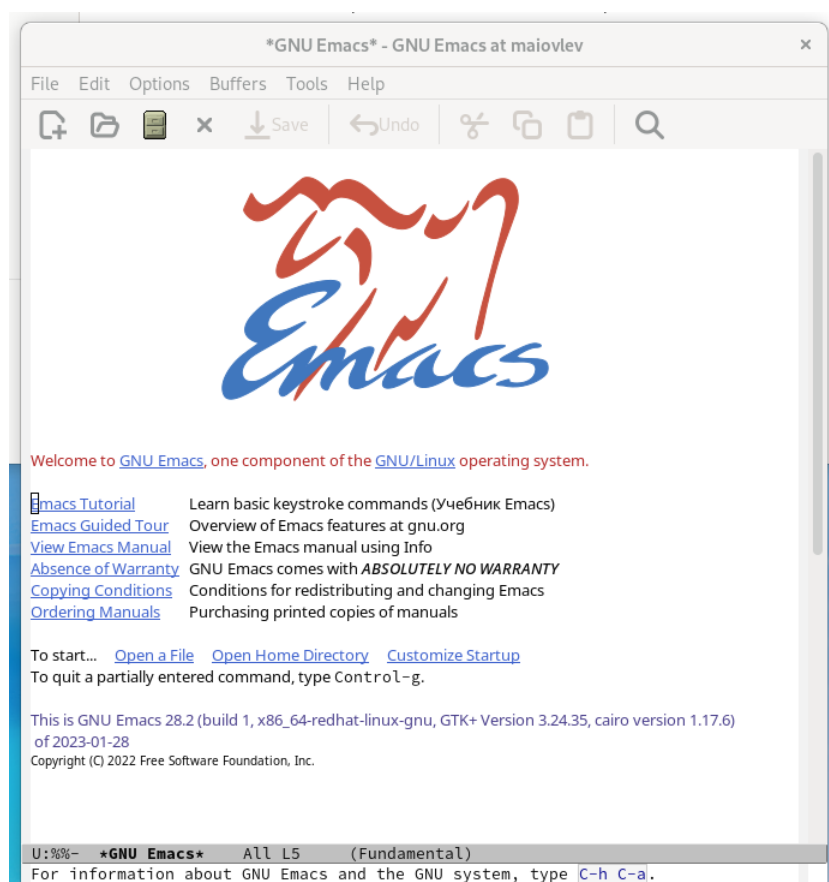 *GNU Emacs* - GNU Emacs at maiovlev
File Edit Options Buffers Tools Help
Save Undo
Emacs
Welcome to GNU Emacs, one component of the GNU/Linux operating system.
Emacs Tutorial Learn basic keystroke commands (Учебник Emacs)
Emacs Guided Tour Overview of Emacs features at gnu.org
View Emacs Manual View the Emacs manual using Info
Absence of Warranty GNU Emacs comes with ABSOLUTELY NO WARRANTY
Copying Conditions Conditions for redistributing and changing Emacs
Ordering Manuals Purchasing printed copies of manuals
To start... Open a File Open Home Directory Customize Startup
To quit a partially entered command, type Control-g.
This is GNU Emacs 28.2 (build 1, x86_64-redhat-linux-gnu, GTK+ Version 3.24.35, cairo version 1.17.6)
of 2023-01-28
Copyright (C) 2022 Free Software Foundation, Inc.
U:%%- *GNU Emacs* All L5 (Fundamental)
For information about GNU Emacs and the GNU system, type C-h C-a.